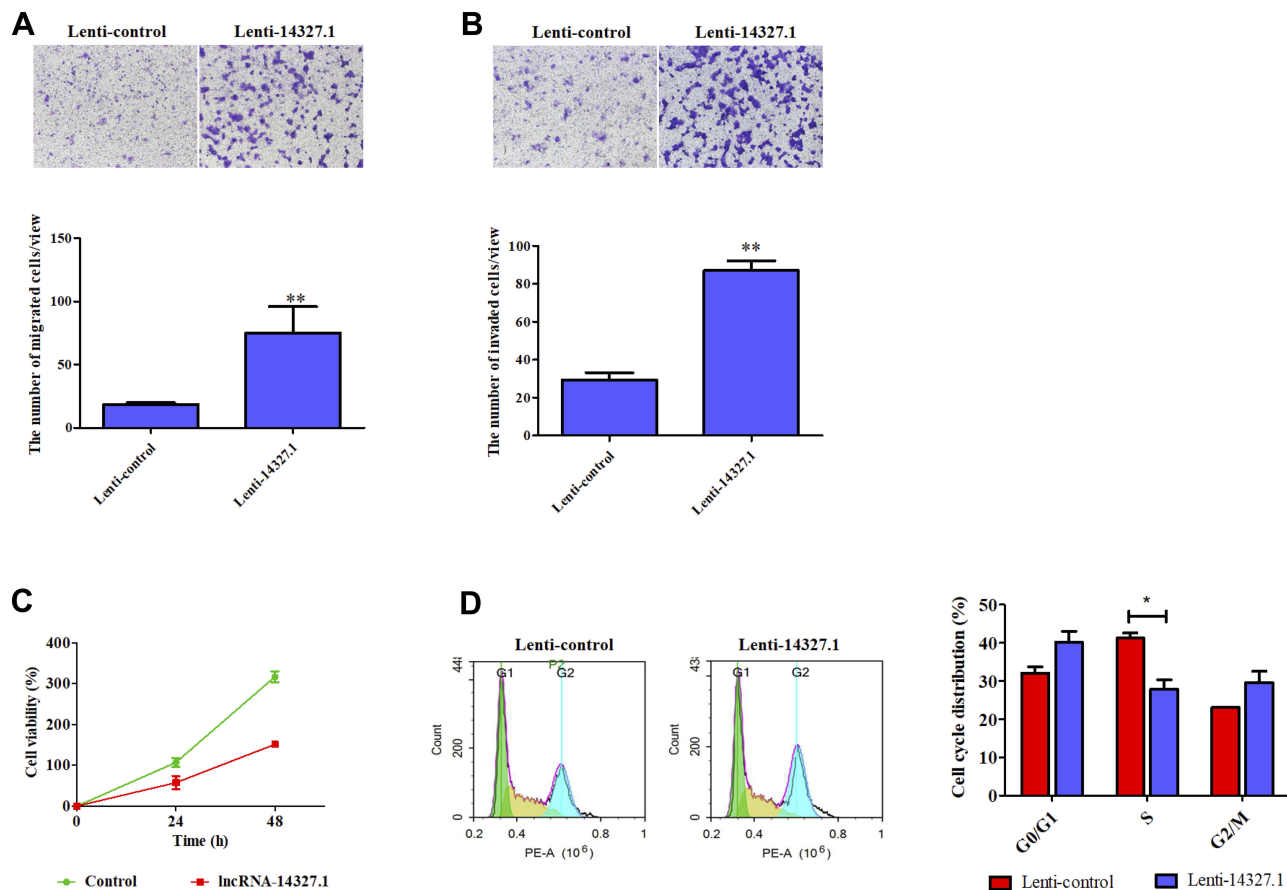 A
Lenti-control Lenti-14327.1
The number of migrated cells/view
150
100
50
0
**
Lenti-control
Lenti-14327.1
B
Lenti-control Lenti-14327.1
The number of invaded cells/view
100
80
60
40
20
0
**
Lenti-control
Lenti-14327.1
C
Cell viability (%)
400
300
200
100
0
0 24 48
Time (h)
Control lncRNA-14327.1
D
Lenti-control
Count
200
0
G1 G2
0.2 0.4 0.6 0.8 1
PE-A (10⁶)
Lenti-14327.1
Count
200
0
G1 G2
0.2 0.4 0.6 0.8 1
PE-A (10⁶)
Cell cycle distribution (%)
50
40
30
20
10
0
*
G0/G1 S G2/M
Lenti-control Lenti-14327.1